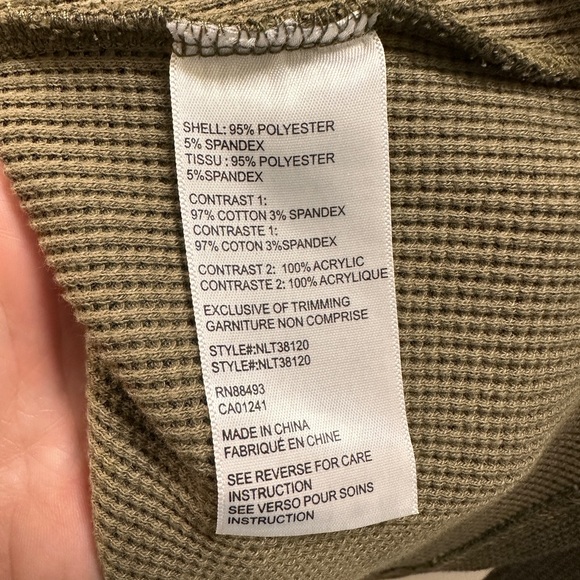 SHELL: 95% POLYESTER
5% SPANDEX
TISSU : 95% POLYESTER
5%SPANDEX
CONTRAST 1:
97% COTTON 3% SPANDEX
CONTRASTE 1:
97% COTON 3%SPANDEX
CONTRAST 2: 100% ACRYLIC
CONTRASTE 2: 100% ACRYLIQUE
EXCLUSIVE OF TRIMMING
GARNITURE NON COMPRISE
STYLE#:NLT38120
STYLE#:NLT38120
RN88493
CA01241
MADE IN CHINA
FABRIQUÉ EN CHINE
SEE REVERSE FOR CARE
INSTRUCTION
SEE VERSO POUR SOINS
INSTRUCTION